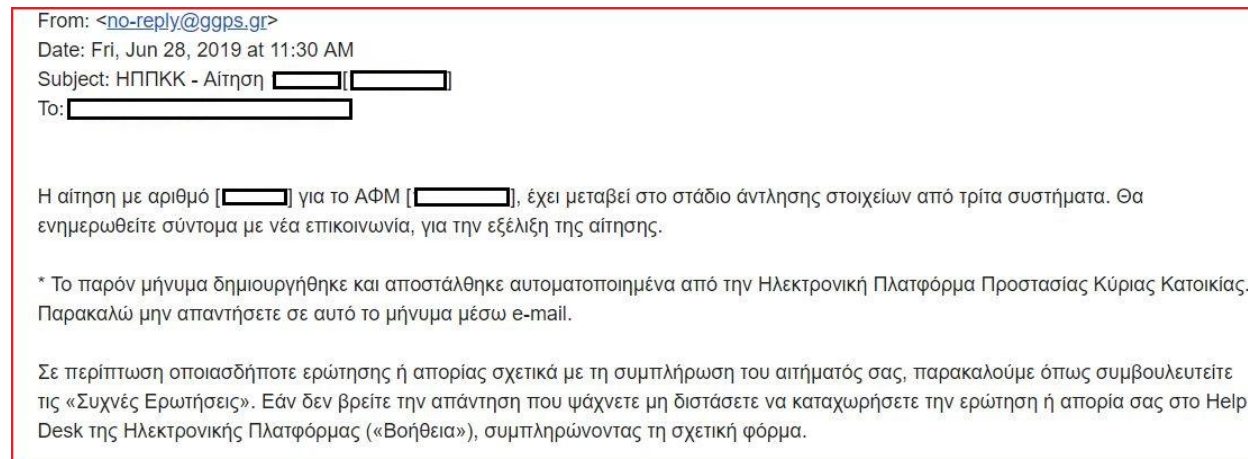 From: <no-reply@ggps.gr>
Date: Fri, Jun 28, 2019 at 11:30 AM
Subject: ΗΠΠΚΚ - Αίτηση [ ]
To:
Η αίτηση με αριθμό [ ] για το ΑΦΜ [ ], έχει μεταβεί στο στάδιο άντλησης στοιχείων από τρίτα συστήματα. Θα
ενημερωθείτε σύντομα με νέα επικοινωνία, για την εξέλιξη της αίτησης.
* Το παρόν μήνυμα δημιουργήθηκε και αποστάλθηκε αυτοματοποιημένα από την Ηλεκτρονική Πλατφόρμα Προστασίας Κύριας Κατοικίας.
Παρακαλώ μην απαντήσετε σε αυτό το μήνυμα μέσω e-mail.
Σε περίπτωση οποιασδήποτε ερώτησης ή απορίας σχετικά με τη συμπλήρωση του αιτήματός σας, παρακαλούμε όπως συμβουλευτείτε
τις «Συχνές Ερωτήσεις». Εάν δεν βρείτε την απάντηση που ψάχνετε μη διστάσετε να καταχωρήσετε την ερώτηση ή απορία σας στο Help
Desk της Ηλεκτρονικής Πλατφόρμας («Βοήθεια»), συμπληρώνοντας τη σχετική φόρμα.